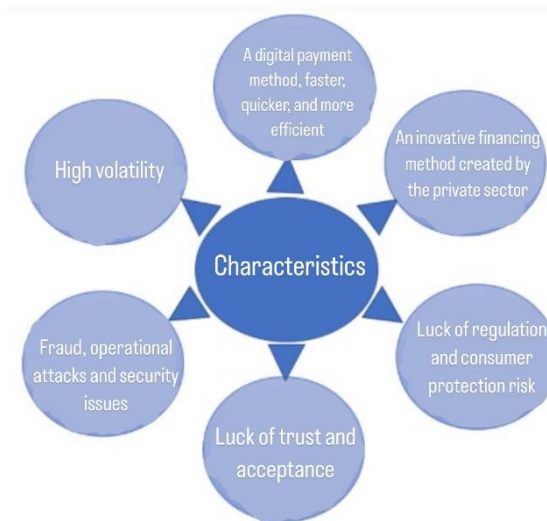 A digital payment
method, faster,
quicker, and more
efficient
An inovative financing
method created by
the private sector
High volatility
Characteristics
Luck of regulation
and consumer
protection risk
Fraud, operational
attacks and security
issues
Luck of trust and
acceptance